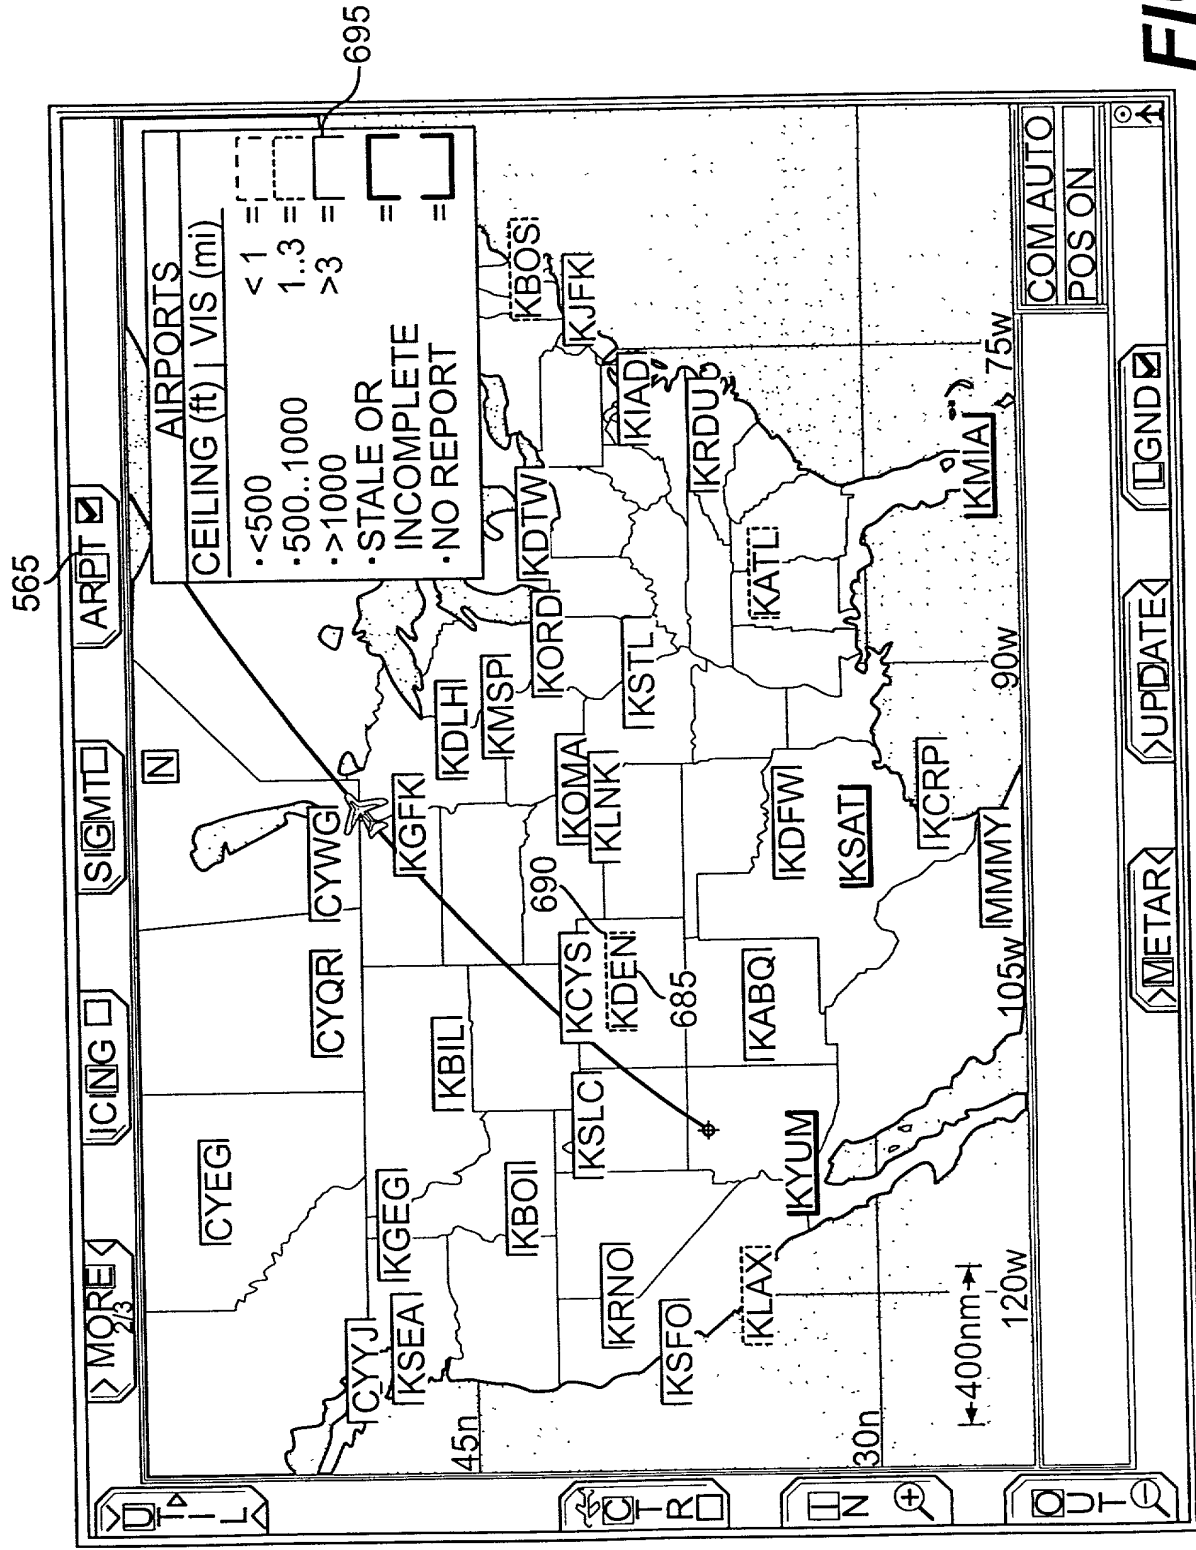 FIG
>MORE<
2/3
ICING
SIGMT
ARPT
565
>UTIL<
CTR
IN
OUT
695
AIRPORTS
CEILING (ft) | VIS (mi)
·<500 <1 =
·500..1000 1..3 =
·>1000 >3 =
·STALE OR
INCOMPLETE =
·NO REPORT =
N
CYEG
CYQR
CYWG
CYYJ
KSEA
KGEG
KGFK
KBIL
KDLH
KMSP
KBOI
KDTW
KBOS
KORD
KJFK
KCYS
KOMA
KLNK
690
KDEN
KSLC
KRNO
KSTL
KIAD
685
KSFO
KRDU
KLAX
KABQ
KATL
KDFW
KYUM
KSAT
KCRP
KMIA
MMMY
45n
30n
400nm
120w
105w
90w
75w
COM AUTO
POS ON
>METAR<
>UPDATE<
LGND